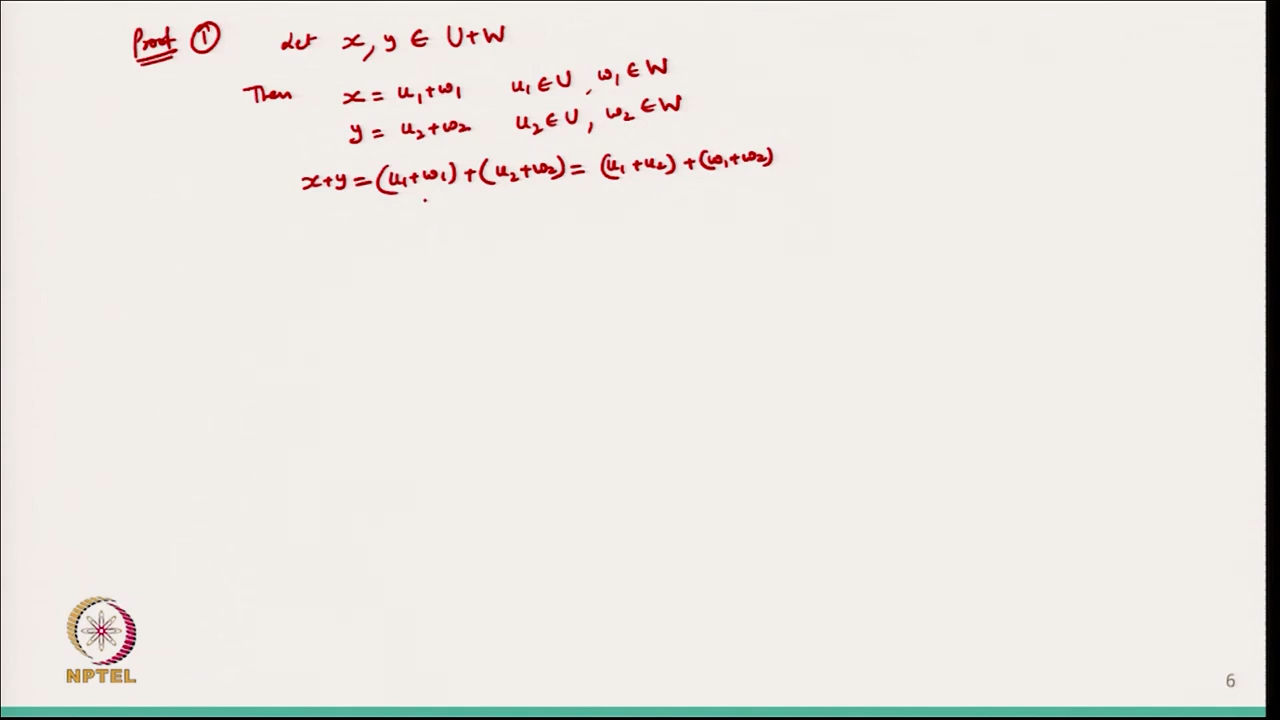 Proof ① Let x, y ∈ U+W
Then x = u₁+w₁ u₁ ∈ U, w₁ ∈ W
y = u₂+w₂ u₂ ∈ U, w₂ ∈ W
x+y = (u₁+w₁) + (u₂+w₂) = (u₁+u₂) + (w₁+w₂)
NPTEL
6